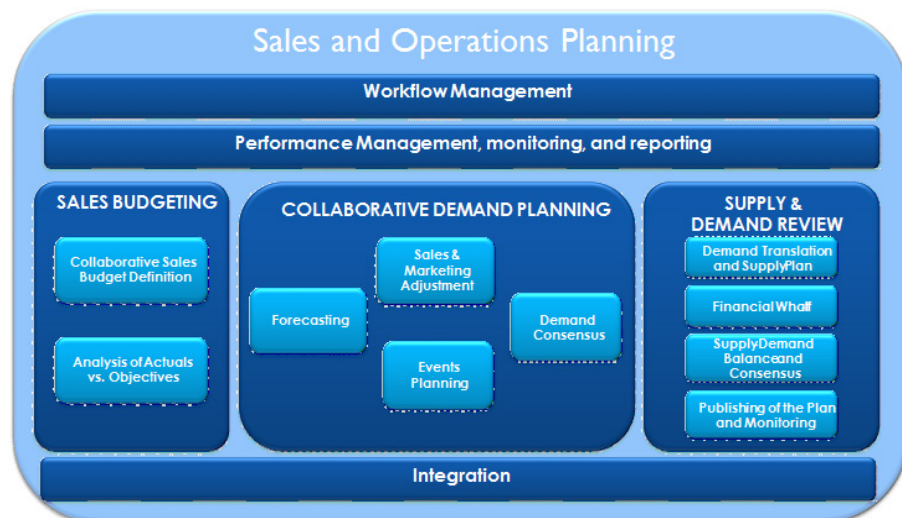 Sales and Operations Planning
Workflow Management
Performance Management, monitoring, and reporting
SALES BUDGETING
Collaborative Sales
Budget Definition
Analysis of Actuals
vs. Objectives
COLLABORATIVE DEMAND PLANNING
Forecasting
Sales &
Marketing
Adjustment
Events
Planning
Demand
Consensus
SUPPLY &
DEMAND REVIEW
Demand Translation
and SupplyPlan
Financial
SupplyDemand
Balanceand
Consensus
Publishing of the Plan
and Monitoring
Integration